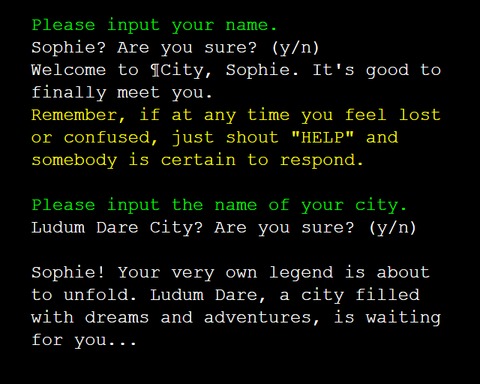 Please input your name.
Sophie? Are you sure? (y/n)
Welcome to ¶City, Sophie. It's good to
finally meet you.
Remember, if at any time you feel lost
or confused, just shout "HELP" and
somebody is certain to respond.
Please input the name of your city.
Ludum Dare City? Are you sure? (y/n)
Sophie! Your very own legend is about
to unfold. Ludum Dare, a city filled
with dreams and adventures, is waiting
for you...